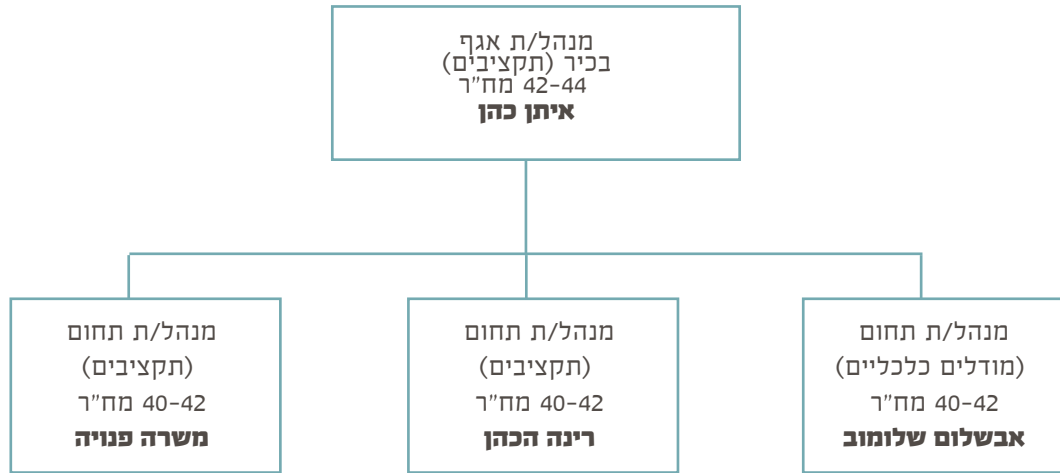 מנהל/ת אגף
בכיר (תקציבים)
42-44 מח"ר
איתן כהן
מנהל/ת תחום
(מודלים כלכליים)
40-42 מח"ר
אבשלום שלומוב
מנהל/ת תחום
(תקציבים)
40-42 מח"ר
רינה הכהן
מנהל/ת תחום
(תקציבים)
40-42 מח"ר
משרה פנויה